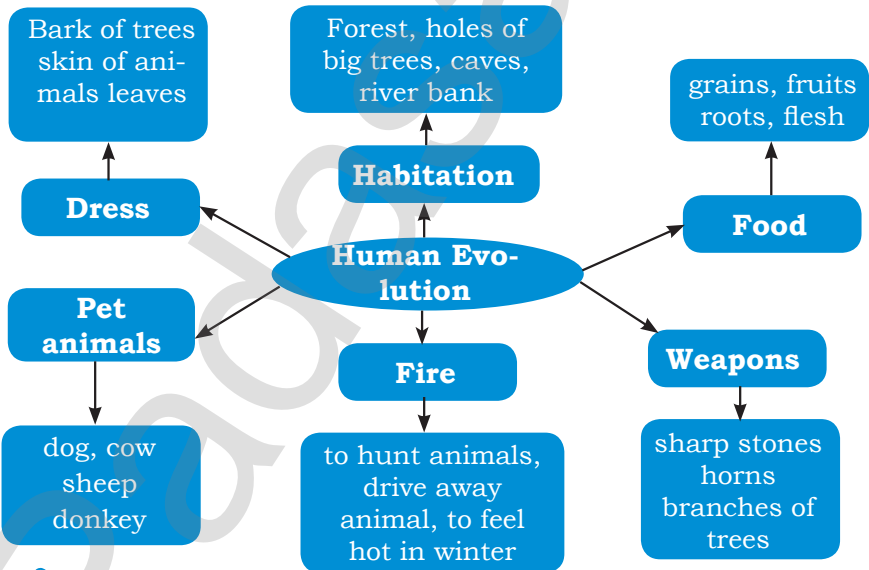 Bark of trees
skin of ani-
mals leaves
Forest, holes of
big trees, caves,
river bank
grains, fruits
roots, flesh
Dress
Habitation
Food
Human Evo-
lution
Pet
animals
Fire
Weapons
dog, cow
sheep
donkey
to hunt animals,
drive away
animal, to feel
hot in winter
sharp stones
horns
branches of
trees